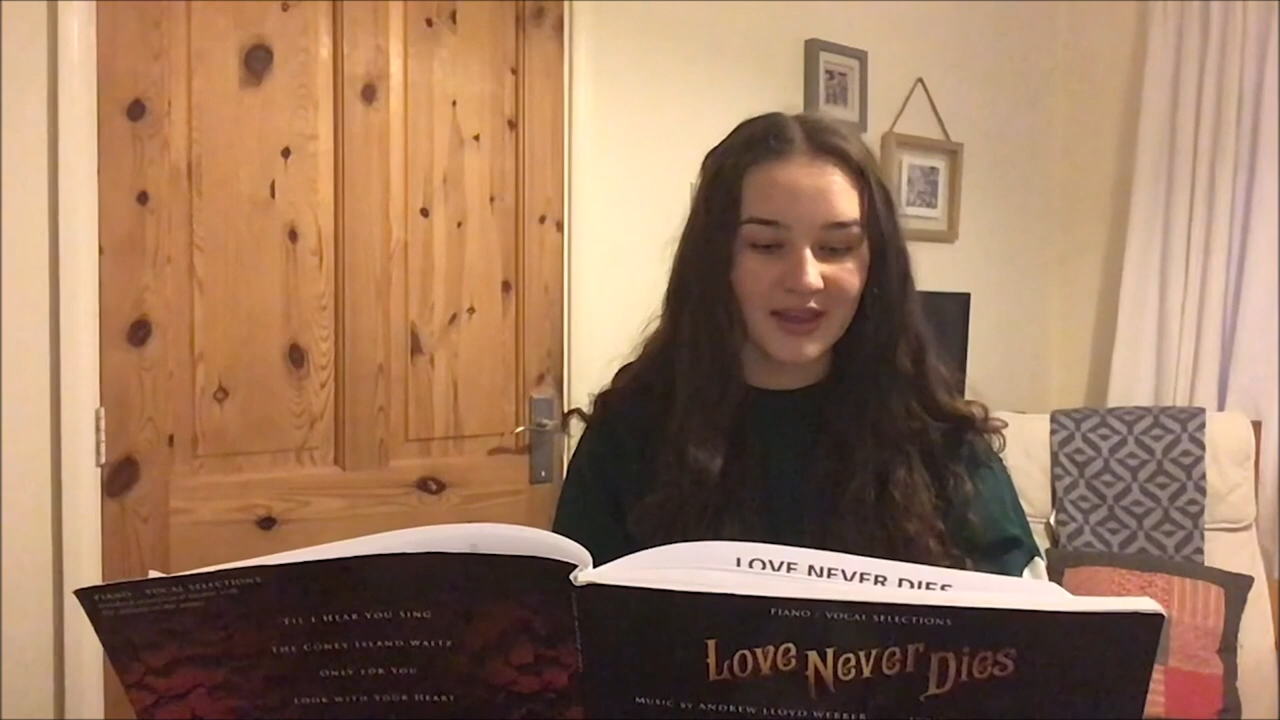 PIANO / VOCAL SELECTIONS
'TIL I HEAR YOU SING
THE CONEY ISLAND WALTZ
ONLY FOR YOU
LOOK WITH YOUR HEART
LOVE NEVER DIES
PIANO / VOCAL SELECTIONS
LOVE NEVER DIES
MUSIC BY ANDREW LLOYD WEBBER